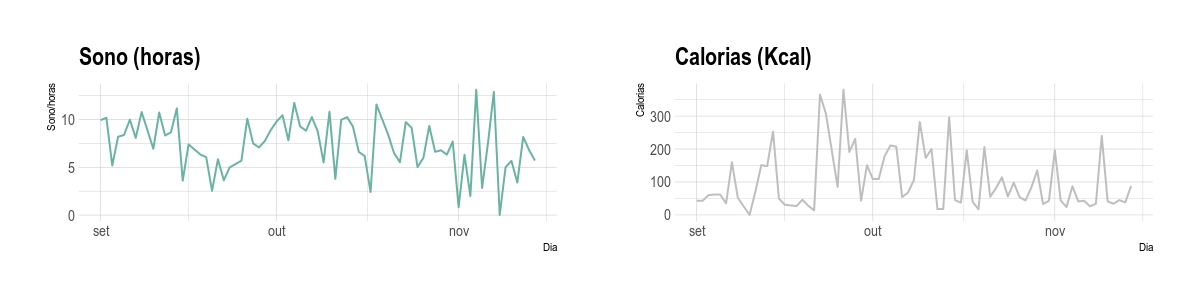 Sono (horas)
Sono/horas
10
5
0
set
out
nov
Dia
Calorias (Kcal)
Calorias
300
200
100
0
set
out
nov
Dia